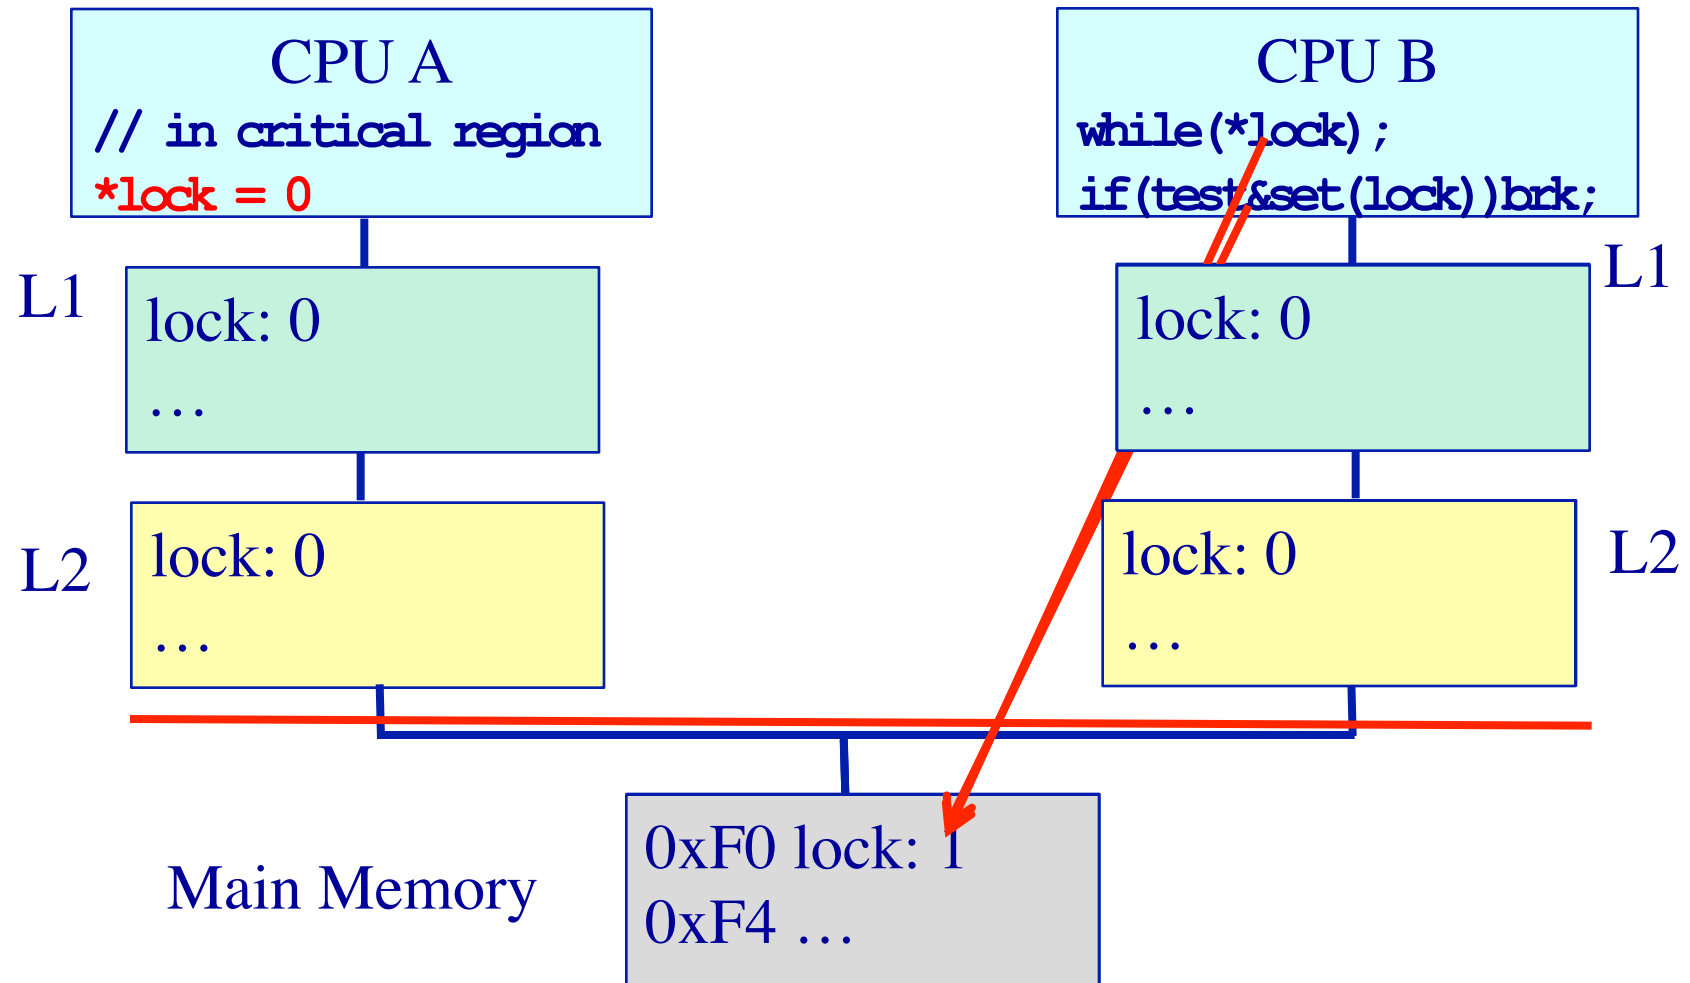 CPU A
// in critical region
*lock = 0
CPU B
while(*lock);
if(test&set(lock))brk;
L1
lock: 0
…
lock: 0
…
L1
L2
lock: 0
…
lock: 0
…
L2
Main Memory
0xF0 lock: 1
0xF4 …